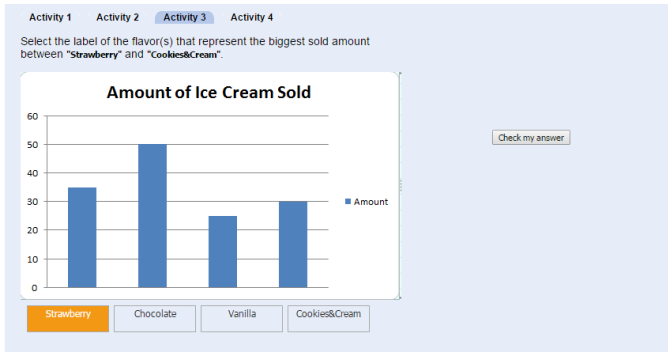 Activity 1 Activity 2 Activity 3 Activity 4
Select the label of the flavor(s) that represent the biggest sold amount
between "Strawberry" and "Cookies&Cream".
Amount of Ice Cream Sold
60
50
40
30
20
10
0
Amount
Check my answer
Strawberry Chocolate Vanilla Cookies&Cream